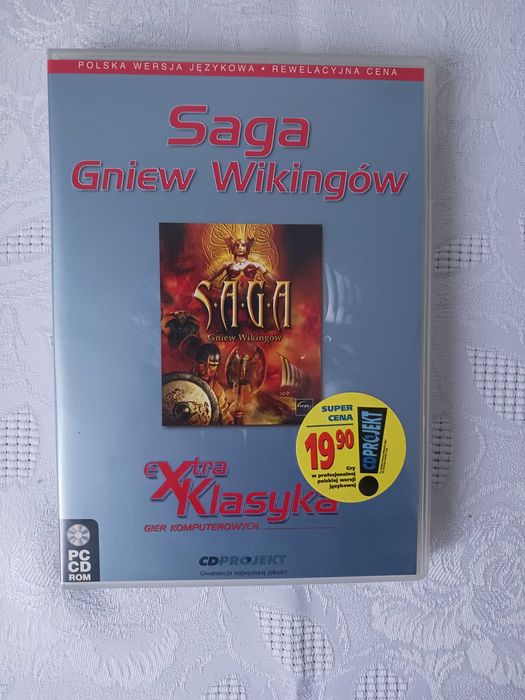 POLSKA WERSJA JĘZYKOWA • REWELACYJNA CENA
Saga
Gniew Wikingów
S·A·G·A
Gniew Wikingów
SUPER
CENA
19,90
CDPROJEKT
Gry
w profesjonalnej
polskiej wersji
językowej
eXtra
Klasyka
GIER KOMPUTEROWYCH
PC
CD
ROM
CDPROJEKT
Gwarancja najwyższej jakości